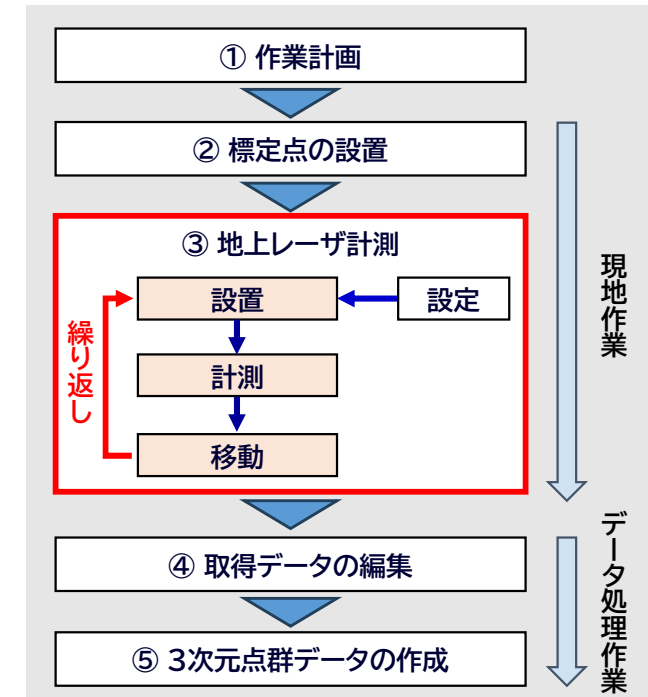 ① 作業計画
② 標定点の設置
③ 地上レーザ計測
設置
設定
計測
移動
繰り返し
④ 取得データの編集
⑤ 3次元点群データの作成
現地作業
データ処理作業